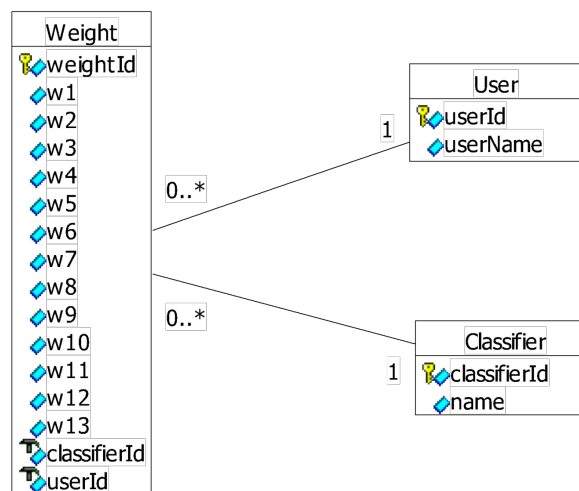 Weight
weightId
w1
w2
w3
w4
w5
w6
w7
w8
w9
w10
w11
w12
w13
classifierId
userId
0..*
1
0..*
1
User
userId
userName
Classifier
classifierId
name